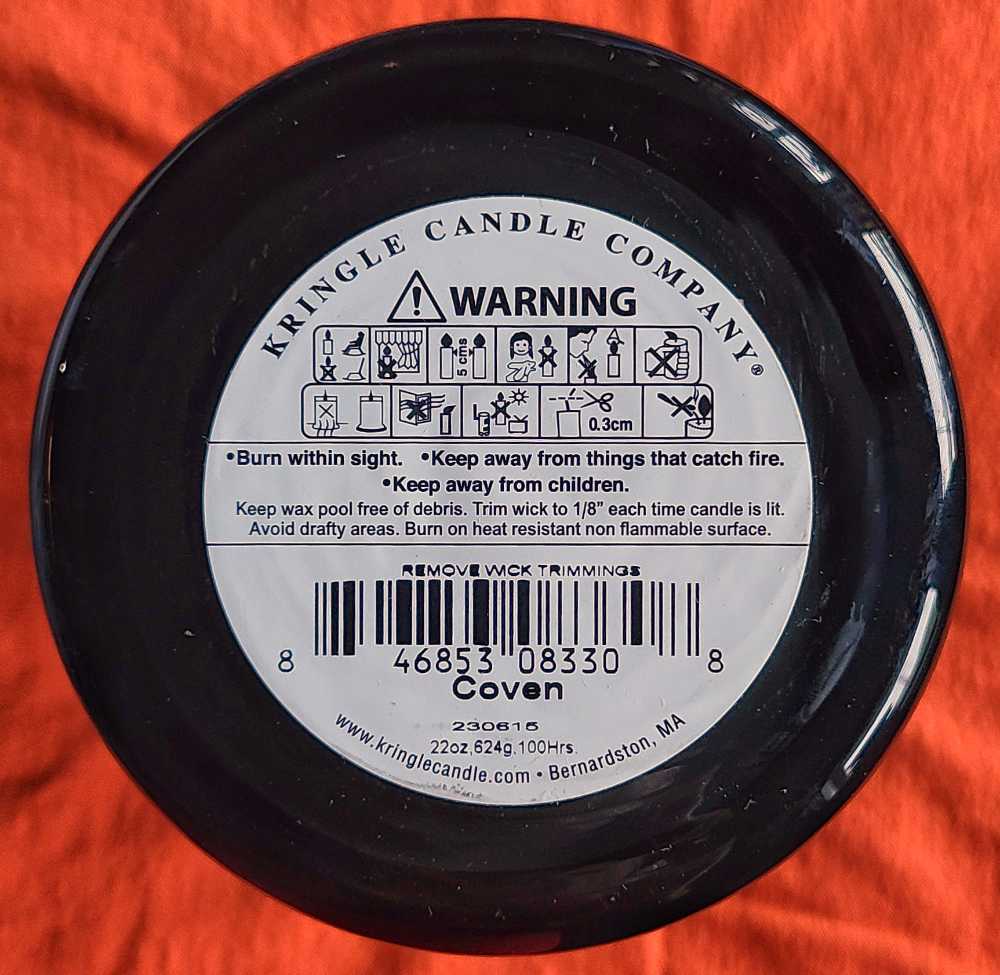 KRINGLE CANDLE COMPANY®
WARNING
5 cms
0.3cm
•Burn within sight. •Keep away from things that catch fire.
•Keep away from children.
Keep wax pool free of debris. Trim wick to 1/8” each time candle is lit.
Avoid drafty areas. Burn on heat resistant non flammable surface.
REMOVE WICK TRIMMINGS
8 46853 08330 8
Coven
230615
22oz,624g,100Hrs.
www.kringlecandle.com • Bernardston, MA